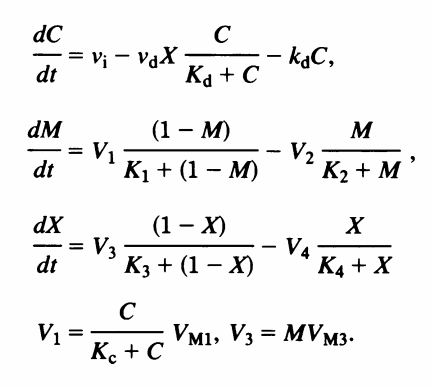 dC/dt = v_i − v_d X C/(K_d + C) − k_d C,
dM/dt = V_1 (1 − M)/(K_1 + (1 − M)) − V_2 M/(K_2 + M),
dX/dt = V_3 (1 − X)/(K_3 + (1 − X)) − V_4 X/(K_4 + X)
V_1 = C/(K_c + C) V_M1, V_3 = MV_M3.